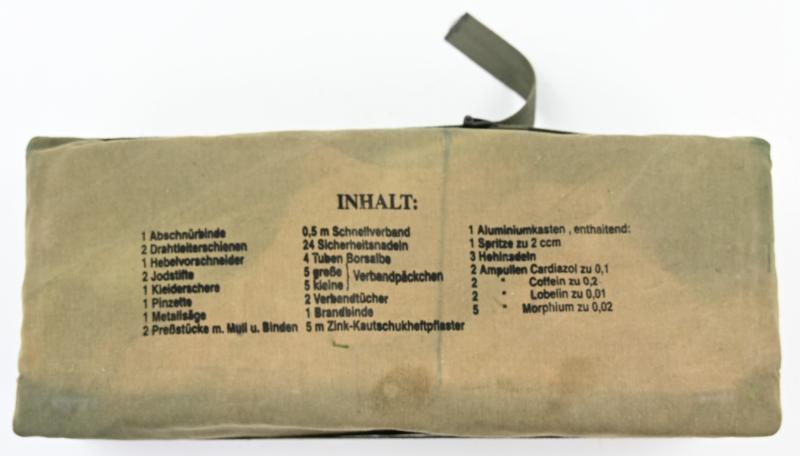 INHALT:
1 Abschnürbinde
2 Drahtleiterschienen
1 Hebelvorschneider
2 Jodstifte
1 Kleiderschere
1 Pinzette
1 Metallsäge
2 Preßstücke m. Mull u. Binden
0,5 m Schnellverband
24 Sicherheitsnadeln
4 Tuben Borsalbe
5 große
5 kleine } Verbandpäckchen
2 Verbandtücher
1 Brandbinde
5 m Zink-Kautschukheftpflaster
1 Aluminiumkasten , enthaltend:
1 Spritze zu 2 ccm
3 Hehlnadeln
2 Ampullen Cardiazol zu 0,1
2 " Coffein zu 0,2
2 " Lobelin zu 0,01
5 " Morphium zu 0,02